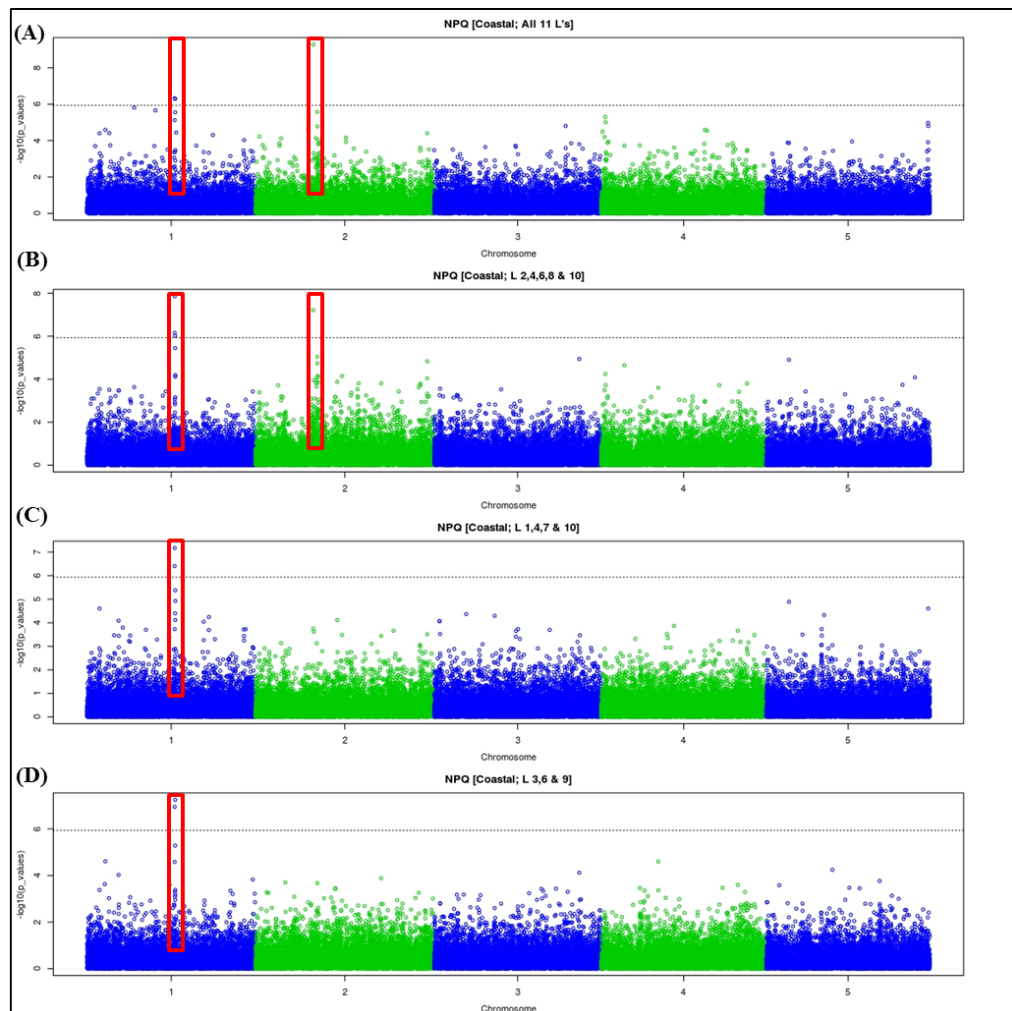 (A)
NPQ [Coastal; All 11 L's]
-log10(p_values)
8
6
4
2
0
1 2 3 4 5
Chromosome
(B)
NPQ [Coastal; L 2,4,6,8 & 10]
-log10(p_values)
8
6
4
2
0
1 2 3 4 5
Chromosome
(C)
NPQ [Coastal; L 1,4,7 & 10]
-log10(p_values)
7
6
5
4
3
2
1
0
1 2 3 4 5
Chromosome
(D)
NPQ [Coastal; L 3,6 & 9]
-log10(p_values)
6
4
2
0
1 2 3 4 5
Chromosome